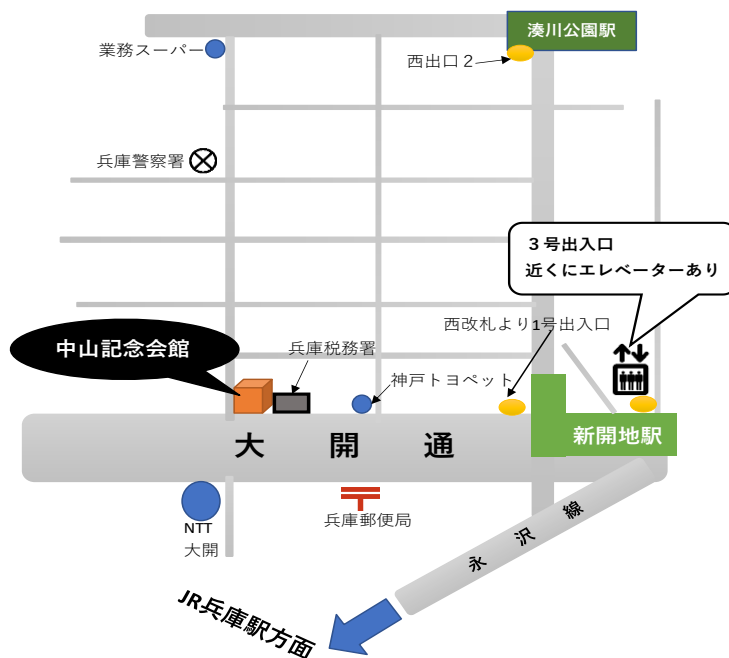 湊川公園駅
業務スーパー
西出口２
兵庫警察署
３号出入口
近くにエレベーターあり
西改札より1号出入口
中山記念会館
兵庫税務署
神戸トヨペット
新開地駅
大開通
兵庫郵便局
NTT
大開
永沢線
JR兵庫駅方面